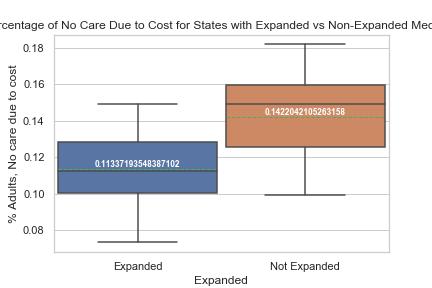 rcentage of No Care Due to Cost for States with Expanded vs Non-Expanded Med
% Adults, No care due to cost
0.18
0.16
0.14
0.12
0.10
0.08
0.11337193548387102
0.1422042105263158
Expanded
Not Expanded
Expanded